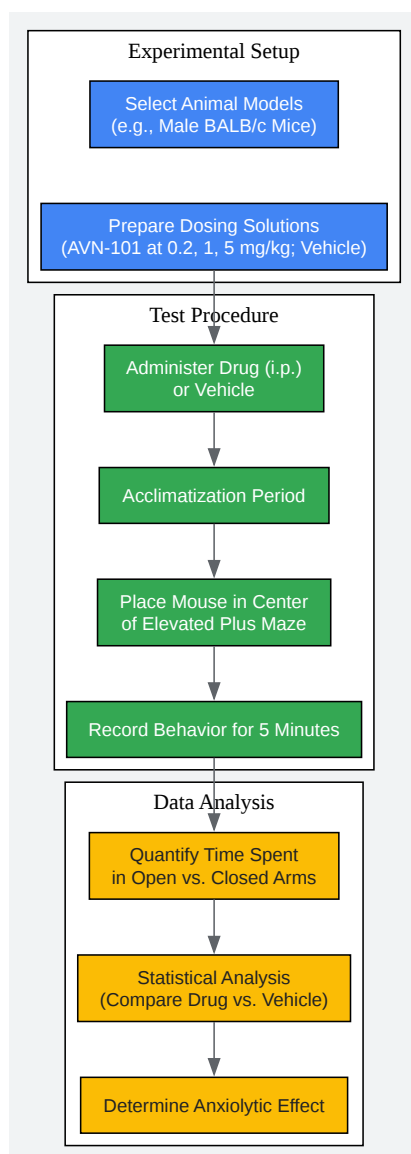 Experimental Setup
Select Animal Models
(e.g., Male BALB/c Mice)
Prepare Dosing Solutions
(AVN-101 at 0.2, 1, 5 mg/kg; Vehicle)
Test Procedure
Administer Drug (i.p.)
or Vehicle
Acclimatization Period
Place Mouse in Center
of Elevated Plus Maze
Record Behavior for 5 Minutes
Data Analysis
Quantify Time Spent
in Open vs. Closed Arms
Statistical Analysis
(Compare Drug vs. Vehicle)
Determine Anxiolytic Effect